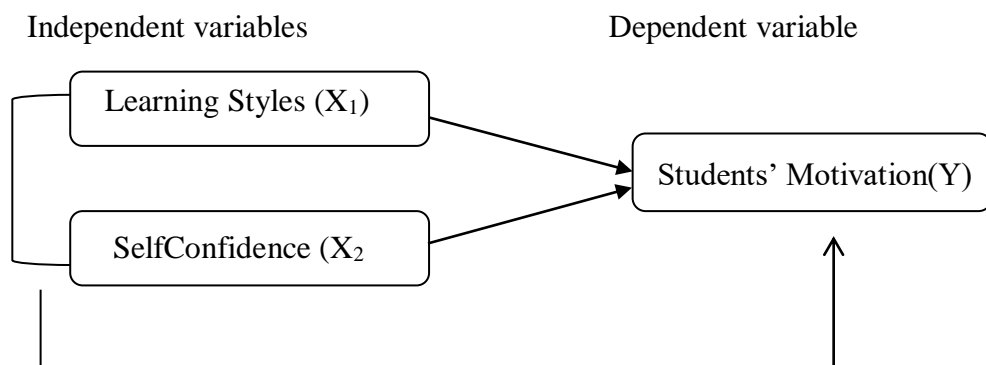 Independent variables
Dependent variable
Learning Styles (X₁)
Students’ Motivation(Y)
SelfConfidence (X₂